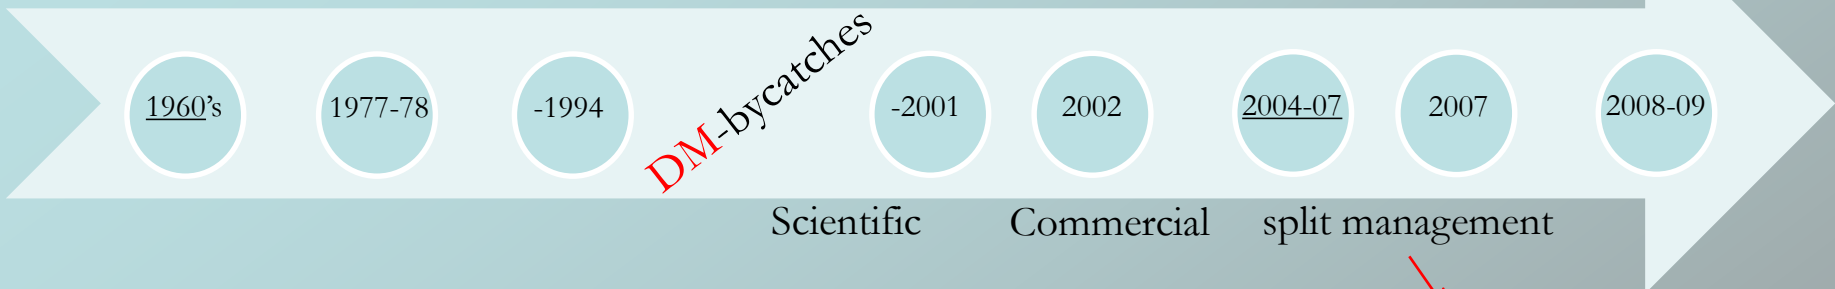 1960's 1977-78 -1994 DM-bycatches -2001 2002 2004-07 2007 2008-09
Scientific Commercial split management